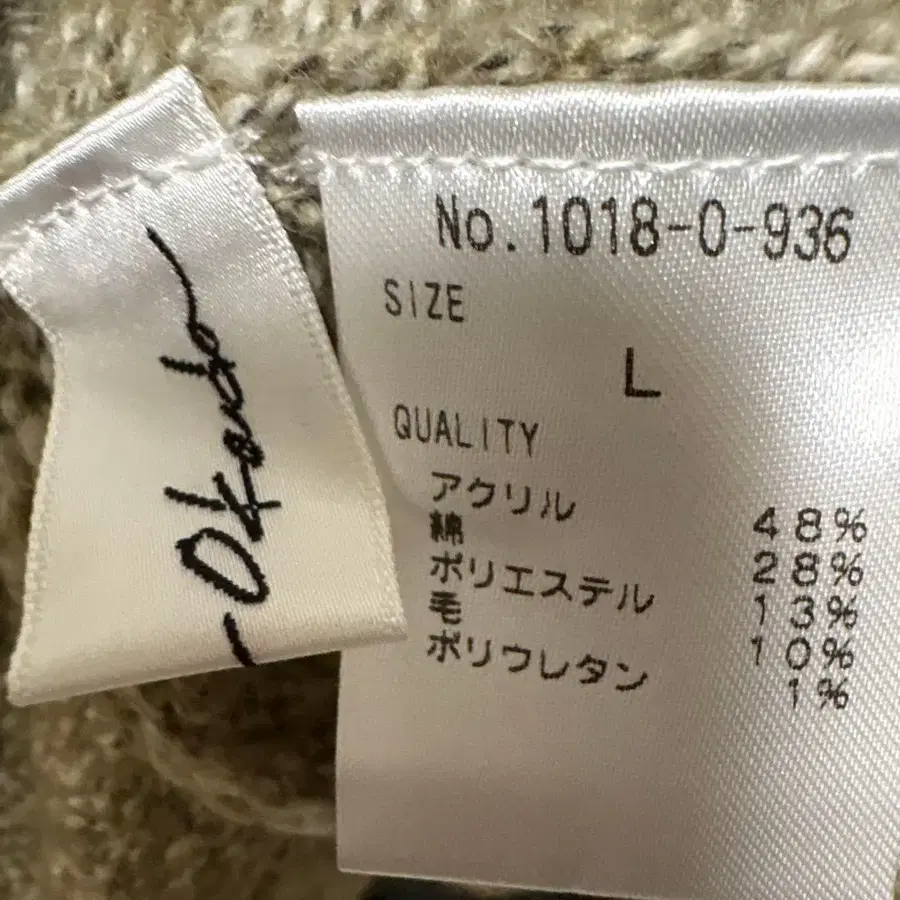 Okado
No.1018-0-936
SIZE
L
QUALITY
アクリル 48%
綿 28%
ポリエステル 13%
毛 10%
ポリウレタン 1%